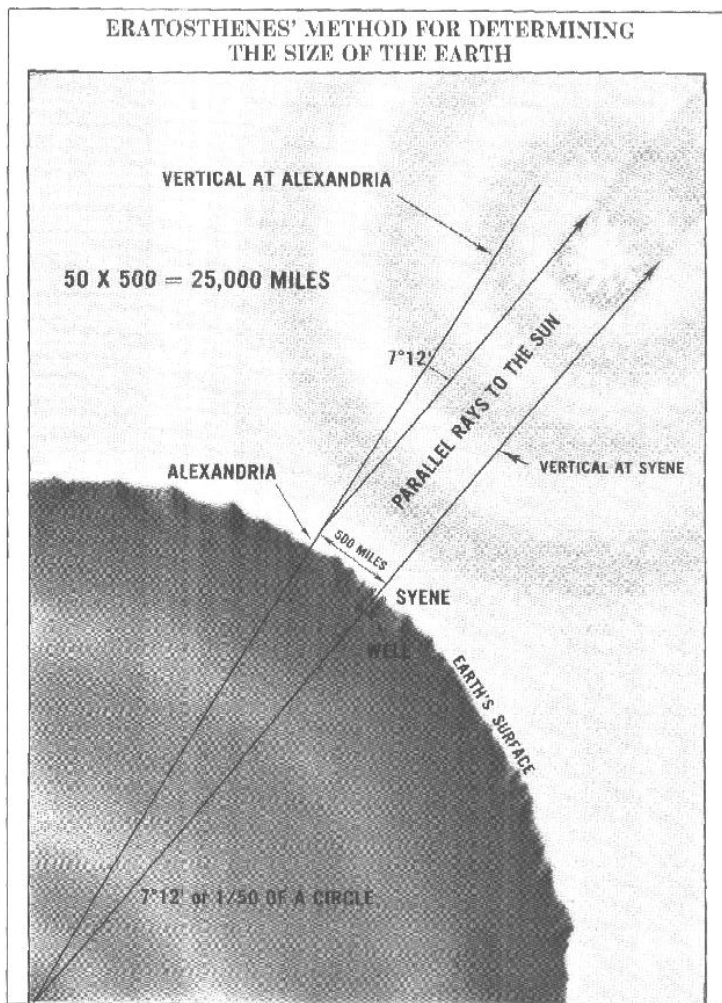 ERATOSTHENES' METHOD FOR DETERMINING
THE SIZE OF THE EARTH
VERTICAL AT ALEXANDRIA
50 X 500 = 25,000 MILES
7°12'
PARALLEL RAYS TO THE SUN
ALEXANDRIA
VERTICAL AT SYENE
500 MILES
SYENE
WELL
EARTH'S SURFACE
7°12' or 1/50 OF A CIRCLE